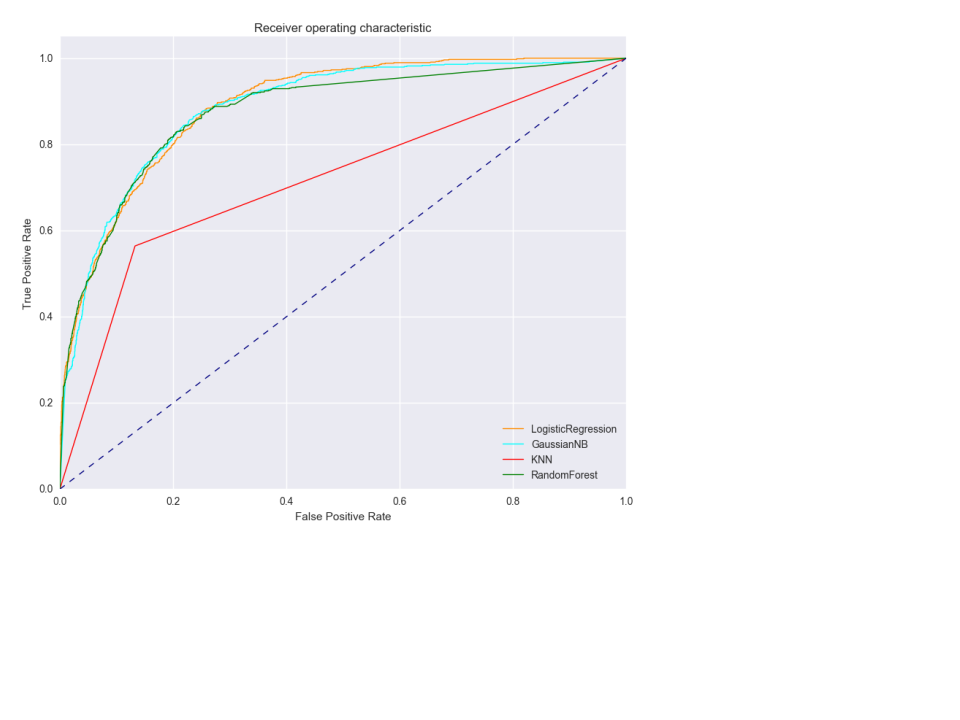 Receiver operating characteristic
True Positive Rate
1.0
0.8
0.6
0.4
0.2
0.0
LogisticRegression
GaussianNB
KNN
RandomForest
0.0 0.2 0.4 0.6 0.8 1.0
False Positive Rate